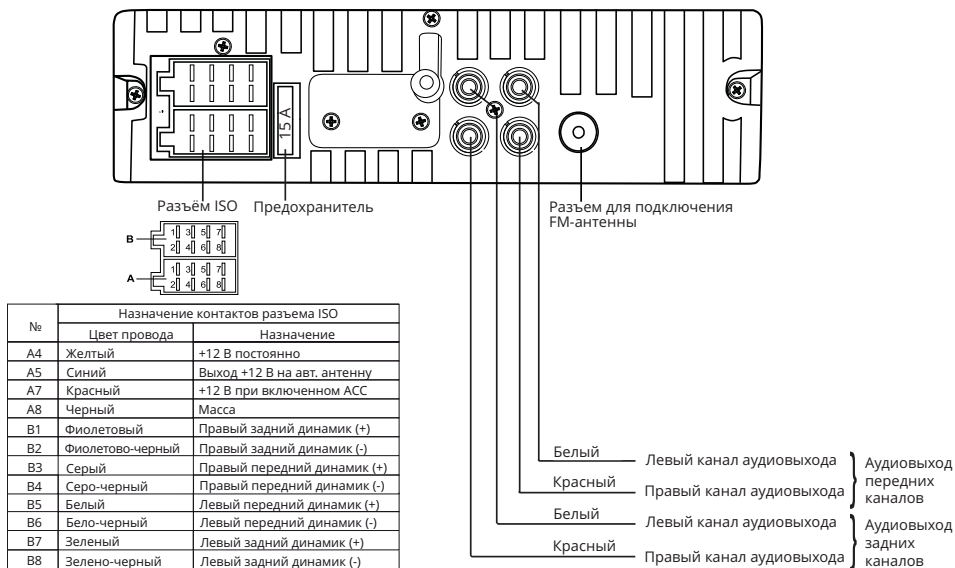 15 A
Разъём ISO
Предохранитель
Разъем для подключения
FM-антенны
B
1 3 5 7
2 4 6 8
A
1 3 5 7
2 4 6 8
№ Назначение контактов разъема ISO
Цвет провода Назначение
A4 Желтый +12 В постоянно
A5 Синий Выход +12 В на авт. антенну
A7 Красный +12 В при включенном ACC
A8 Черный Масса
B1 Фиолетовый Правый задний динамик (+)
B2 Фиолетово-черный Правый задний динамик (-)
B3 Серый Правый передний динамик (+)
B4 Серо-черный Правый передний динамик (-)
B5 Белый Левый передний динамик (+)
B6 Бело-черный Левый передний динамик (-)
B7 Зеленый Левый задний динамик (+)
B8 Зелено-черный Левый задний динамик (-)
Белый Левый канал аудиовыхода
Красный Правый канал аудиовыхода
Аудиовыход
передних
каналов
Белый Левый канал аудиовыхода
Красный Правый канал аудиовыхода
Аудиовыход
задних
каналов